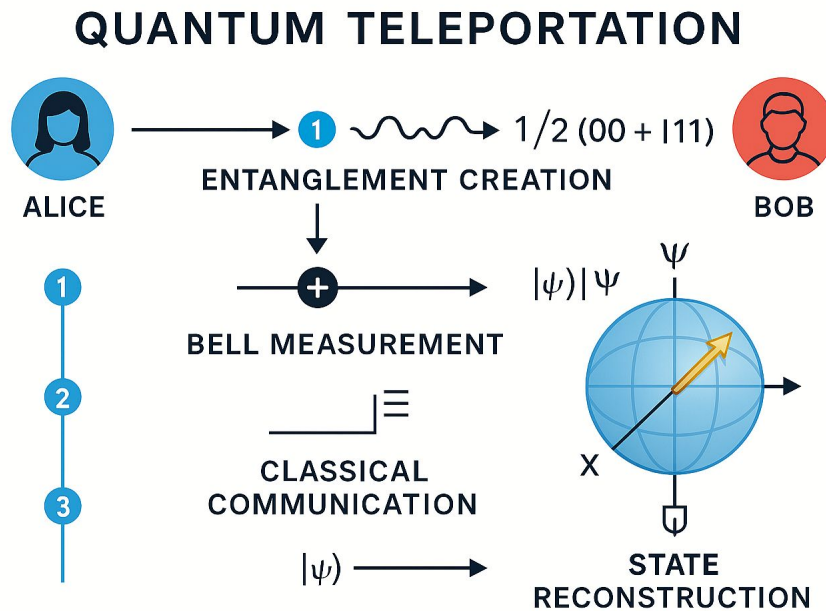 QUANTUM TELEPORTATION
1
1/2 (00 + I11)
ENTANGLEMENT CREATION
ALICE
BOB
ψ
1
+
|ψ)|ψ
BELL MEASUREMENT
2
X
CLASSICAL
COMMUNICATION
3
|ψ)
STATE
RECONSTRUCTION